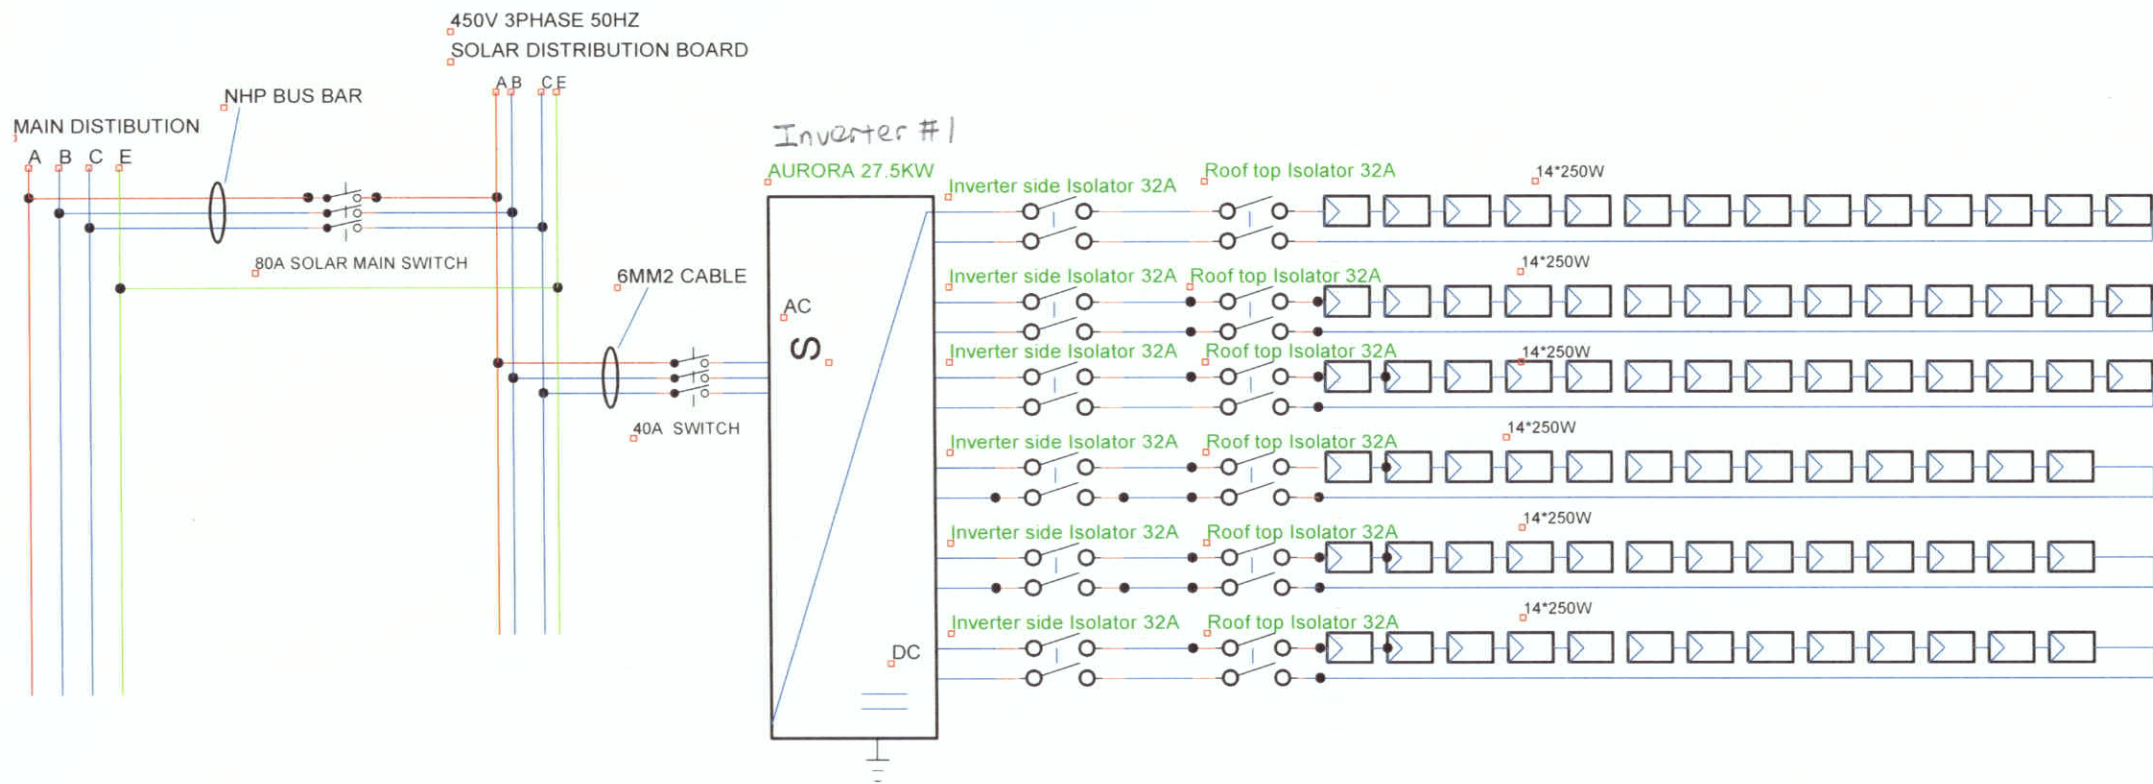 450V 3PHASE 50HZ
SOLAR DISTRIBUTION BOARD
A B C E
NHP BUS BAR
MAIN DISTIBUTION
A B C E
80A SOLAR MAIN SWITCH
6MM2 CABLE
40A SWITCH
Inverter #1
AURORA 27.5KW
AC
S
DC
Inverter side Isolator 32A Roof top Isolator 32A 14*250W
Inverter side Isolator 32A Roof top Isolator 32A 14*250W
Inverter side Isolator 32A Roof top Isolator 32A 14*250W
Inverter side Isolator 32A Roof top Isolator 32A 14*250W
Inverter side Isolator 32A Roof top Isolator 32A 14*250W
Inverter side Isolator 32A Roof top Isolator 32A 14*250W